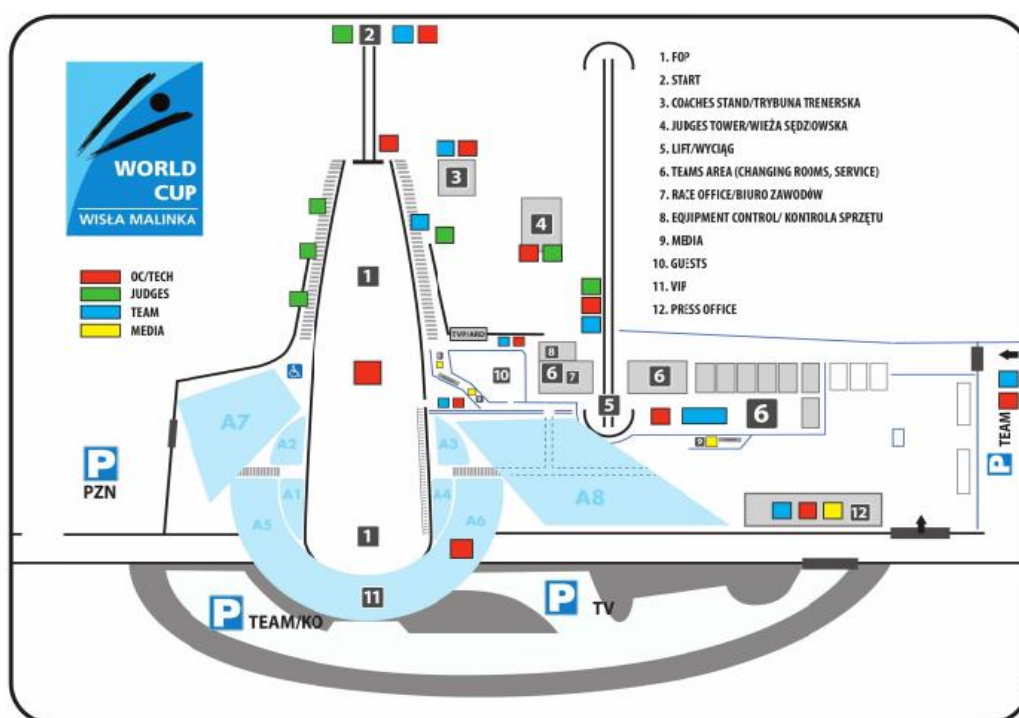 2
1. FOP
2. START
3. COACHES STAND/TRYBUNA TRENERSKA
4. JUDGES TOWER/WIEŻA SĘDZIOWSKA
5. LIFT/WYCIĄG
6. TEAMS AREA (CHANGING ROOMS, SERVICE)
7. RACE OFFICE/BIURO ZAWODÓW
8. EQUIPMENT CONTROL/ KONTROLA SPRZĘTU
9. MEDIA
10. GUESTS
11. VIP
12. PRESS OFFICE
WORLD
CUP
WISŁA MALINKA
OC/TECH
JUDGES
TEAM
MEDIA
3
4
1
TVP/ARD
8
6
7
6
10
5
6
9
A7
A2
A3
A1
A4
A5
A6
A8
12
1
11
P
PZN
P
TEAM
P
TEAM/KO
P
TV